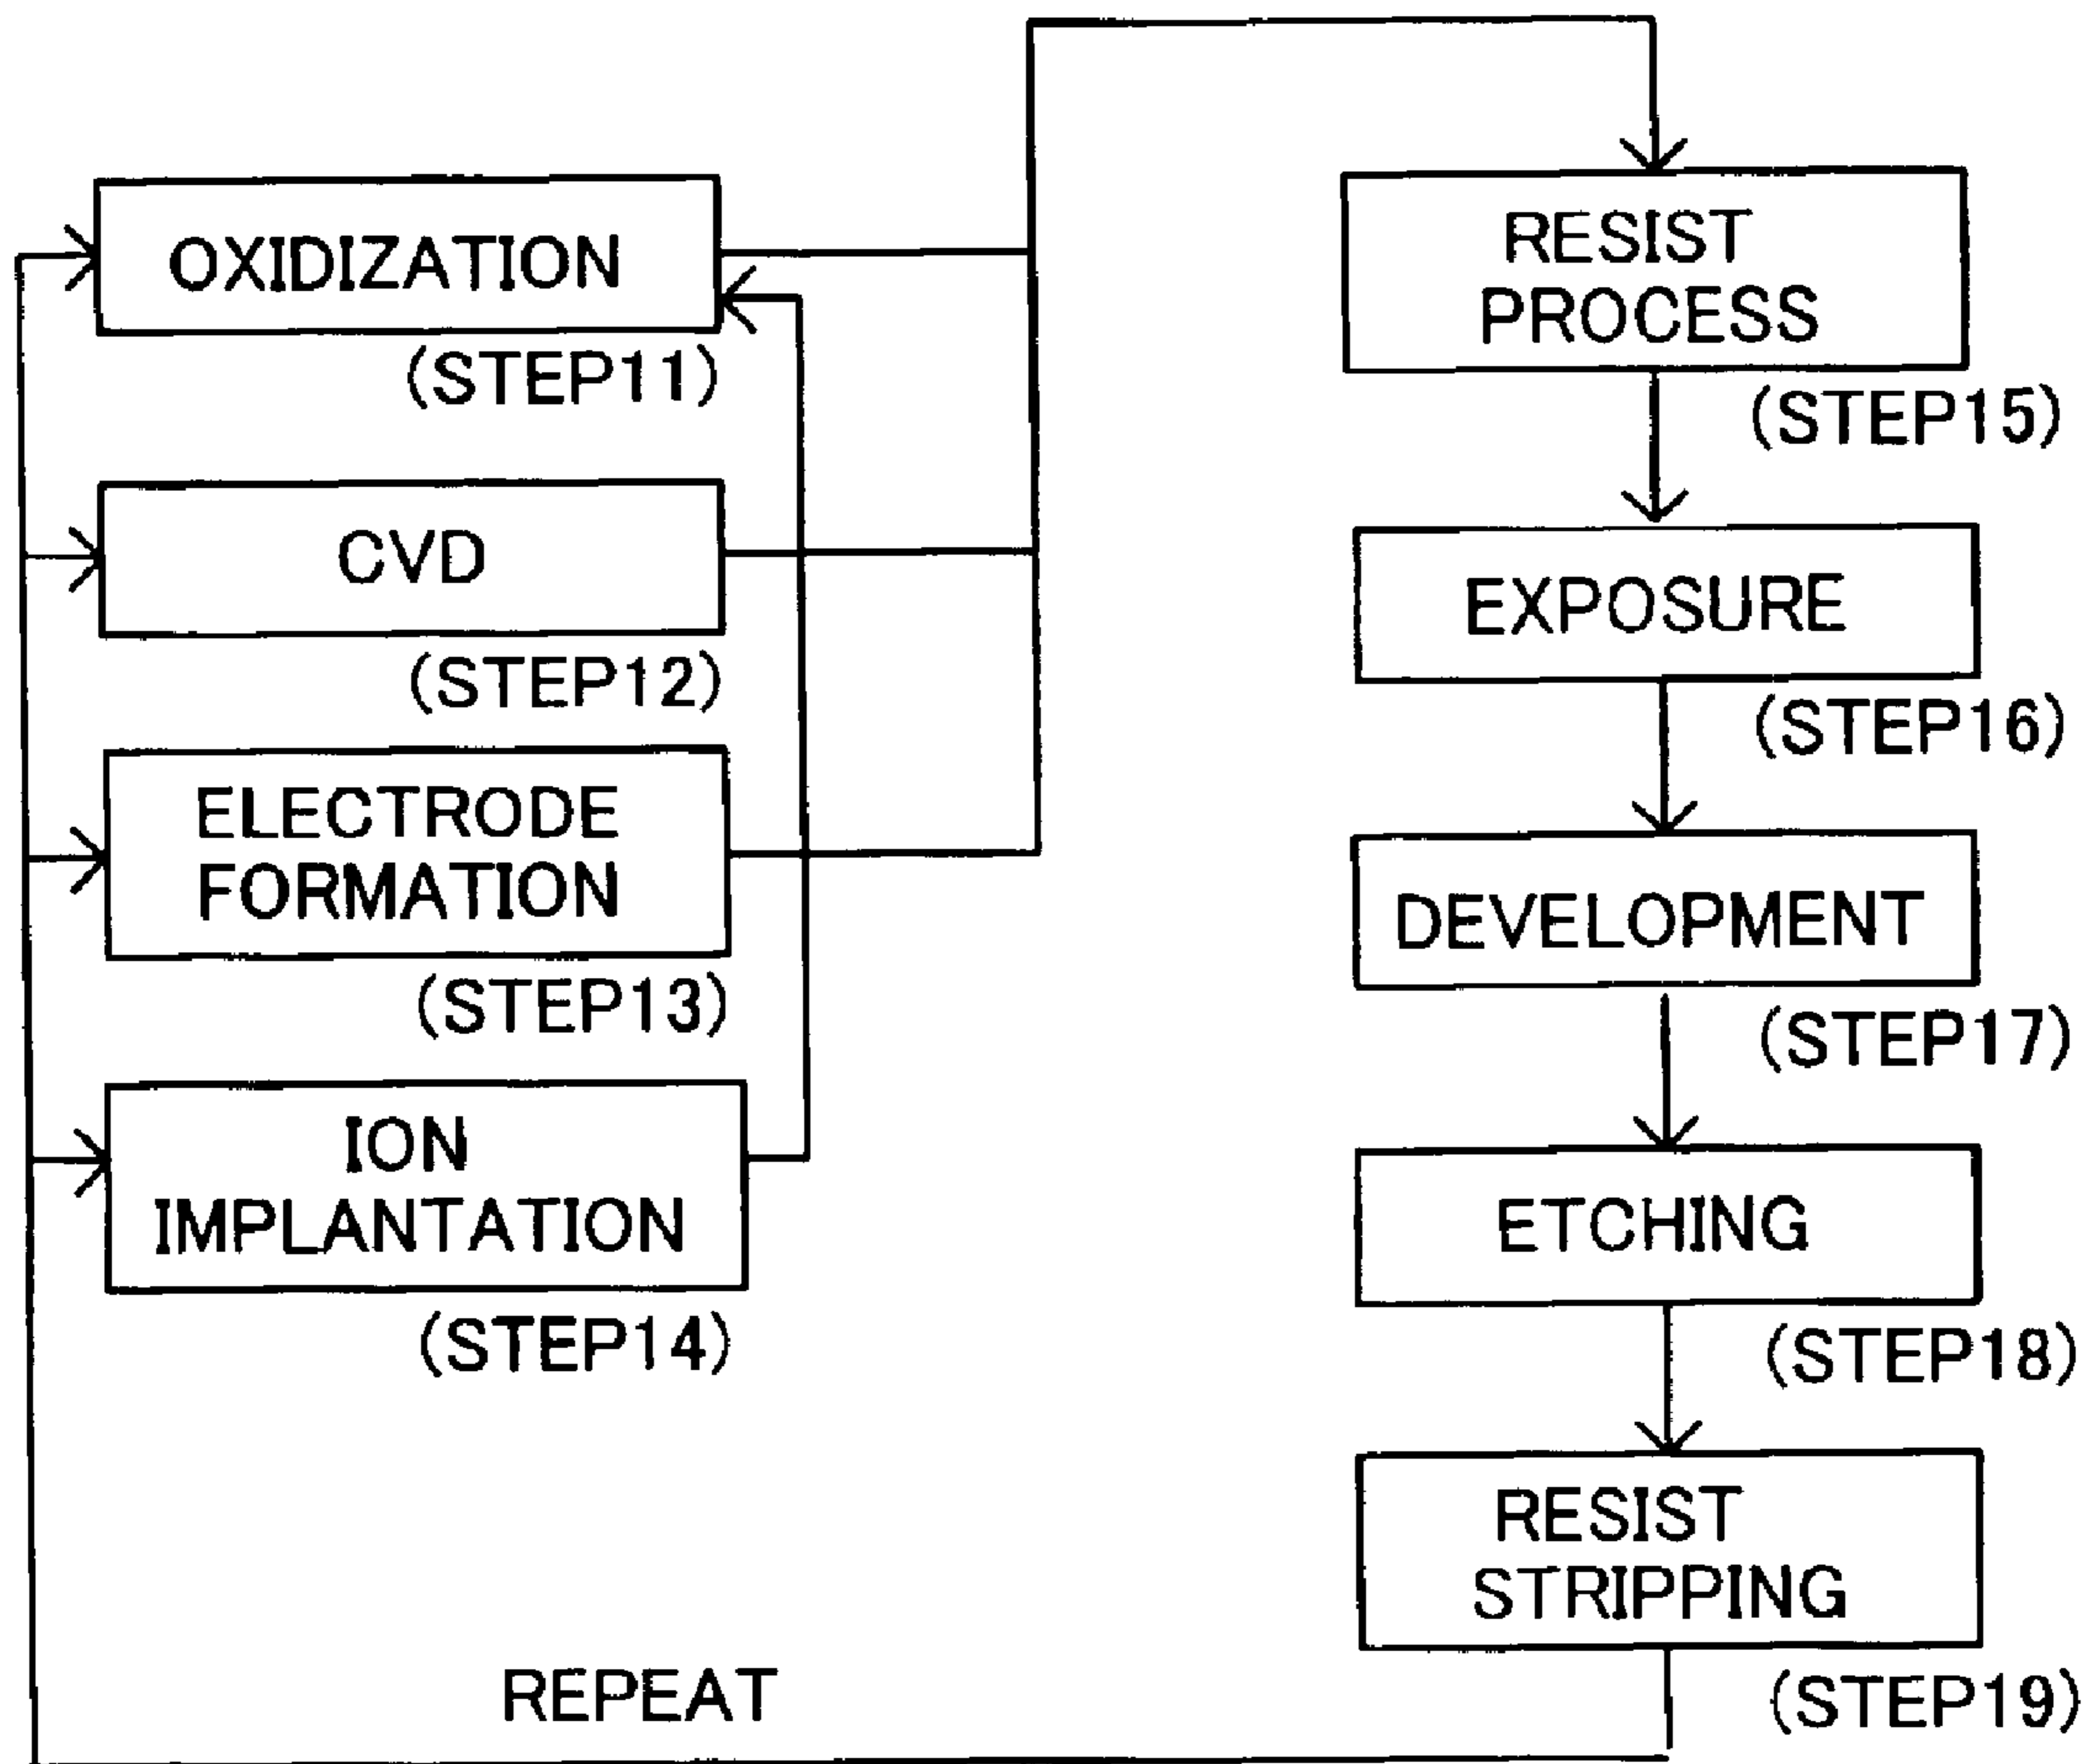 OXIDIZATION
(STEP11)
CVD
(STEP12)
ELECTRODE
FORMATION
(STEP13)
ION
IMPLANTATION
(STEP14)
RESIST
PROCESS
(STEP15)
EXPOSURE
(STEP16)
DEVELOPMENT
(STEP17)
ETCHING
(STEP18)
RESIST
STRIPPING
(STEP19)
REPEAT